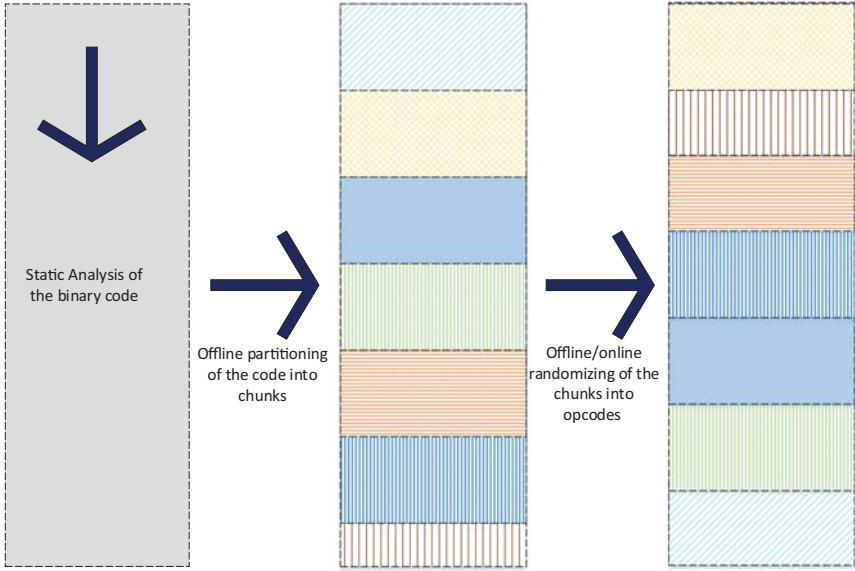 Static Analysis of
the binary code
Offline partitioning
of the code into
chunks
Offline/online
randomizing of the
chunks into
opcodes